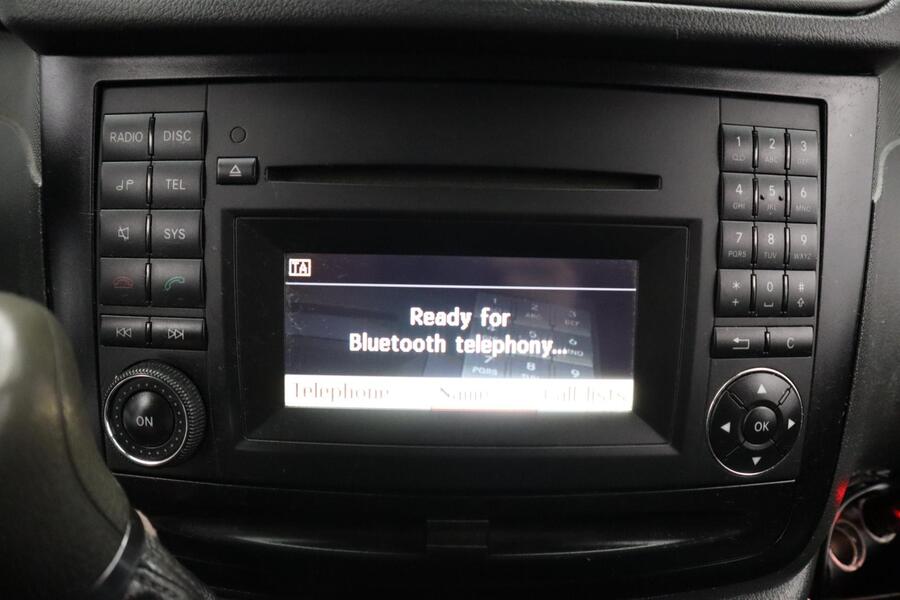 RADIO DISC
TEL
SYS
ON
TA
Ready for
Bluetooth telephony...
Telephone Name Call lists
1 2 3
ABC DEF
4 5 6
GHI JKL MNO
7 8 9
PQRS TUV WXYZ
* 0 #
+
C
OK